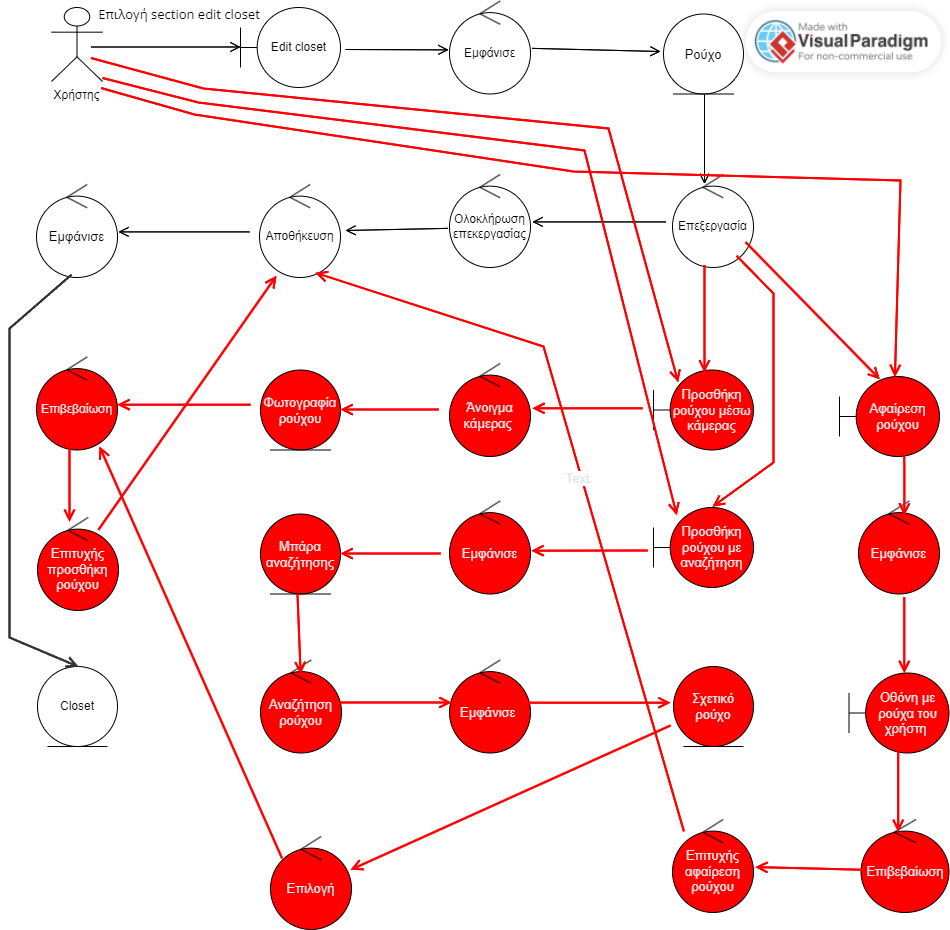 Επιλογή section edit closet
Made with
VisualParadigm
For non-commercial use
Edit closet
Εμφάνισε
Ρούχο
Χρήστης
Εμφάνισε
Αποθήκευση
Ολοκλήρωση
επεκεργασίας
Επεξεργασία
Επιβεβαίωση
Φωτογραφία
ρούχου
Άνοιγμα
κάμερας
Προσθήκη
ρούχου μέσω
κάμερας
Αφαίρεση
ρούχου
Text
Επιτυχής
προσθήκη
ρούχου
Μπάρα
αναζήτησης
Εμφάνισε
Προσθήκη
ρούχου με
αναζήτηση
Εμφάνισε
Closet
Αναζήτηση
ρούχου
Εμφάνισε
Σχετικό
ρούχο
Οθόνη με
ρούχα του
χρήστη
Επιλογή
Επιτυχής
αφαίρεση
ρούχου
Επιβεβαίωση